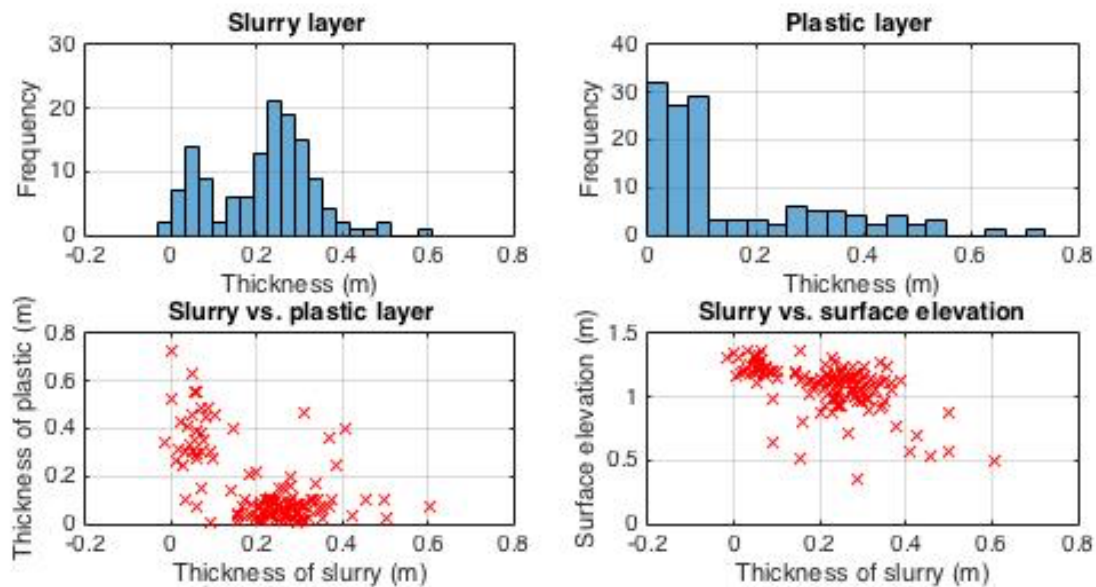 Slurry layer
30
20
10
0
Frequency
-0.2 0 0.2 0.4 0.6 0.8
Thickness (m)
Plastic layer
40
30
20
10
0
Frequency
0 0.2 0.4 0.6 0.8
Thickness (m)
Slurry vs. plastic layer
0.8
0.6
0.4
0.2
0
Thickness of plastic (m)
-0.2 0 0.2 0.4 0.6 0.8
Thickness of slurry (m)
Slurry vs. surface elevation
1.5
1
0.5
0
Surface elevation (m)
-0.2 0 0.2 0.4 0.6 0.8
Thickness of slurry (m)